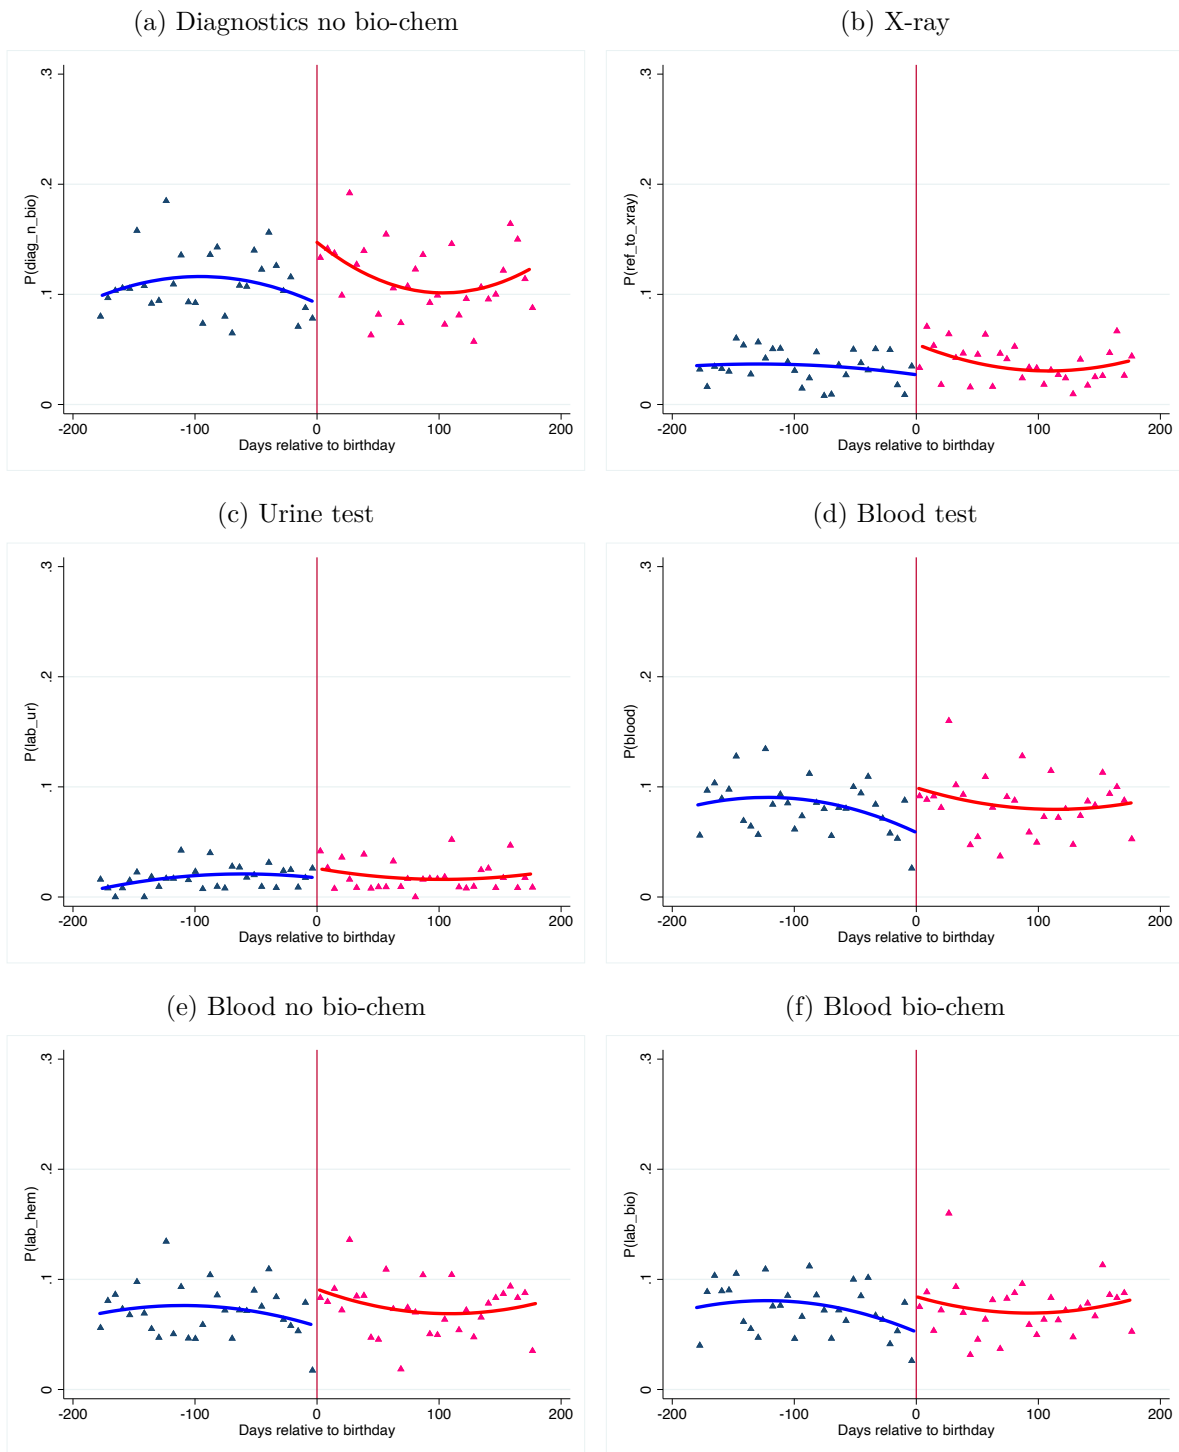 (a) Diagnostics no bio-chem
P(diag_n_bio)
.3
.2
.1
0
-200 -100 0 100 200
Days relative to birthday
(b) X-ray
P(ref_to_xray)
.3
.2
.1
0
-200 -100 0 100 200
Days relative to birthday
(c) Urine test
P(lab_ur)
.3
.2
.1
0
-200 -100 0 100 200
Days relative to birthday
(d) Blood test
P(blood)
.3
.2
.1
0
-200 -100 0 100 200
Days relative to birthday
(e) Blood no bio-chem
P(lab_hem)
.3
.2
.1
0
-200 -100 0 100 200
Days relative to birthday
(f) Blood bio-chem
P(lab_bio)
.3
.2
.1
0
-200 -100 0 100 200
Days relative to birthday